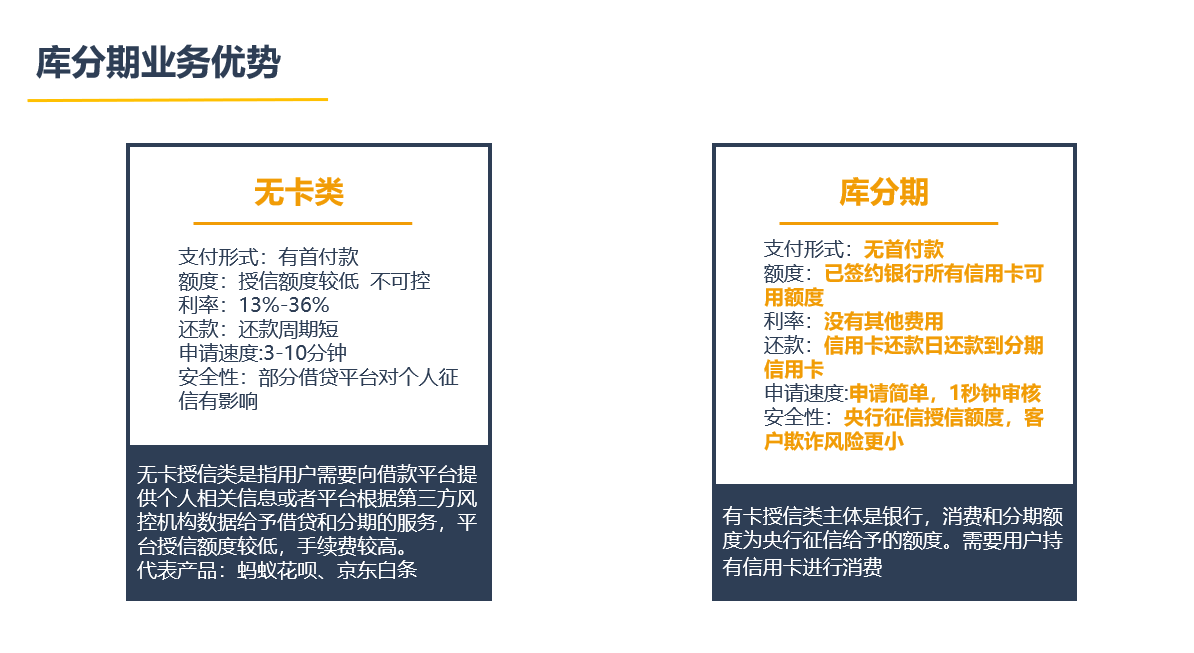 库分期业务优势
无卡类
支付形式：有首付款
额度：授信额度较低 不可控
利率：13%-36%
还款：还款周期短
申请速度:3-10分钟
安全性：部分借贷平台对个人征
信有影响
无卡授信类是指用户需要向借款平台提
供个人相关信息或者平台根据第三方风
控机构数据给予借贷和分期的服务，平
台授信额度较低，手续费较高。
代表产品：蚂蚁花呗、京东白条
库分期
支付形式：无首付款
额度：已签约银行所有信用卡可
用额度
利率：没有其他费用
还款：信用卡还款日还款到分期
信用卡
申请速度:申请简单，1秒钟审核
安全性：央行征信授信额度，客
户欺诈风险更小
有卡授信类主体是银行，消费和分期额
度为央行征信给予的额度。需要用户持
有信用卡进行消费